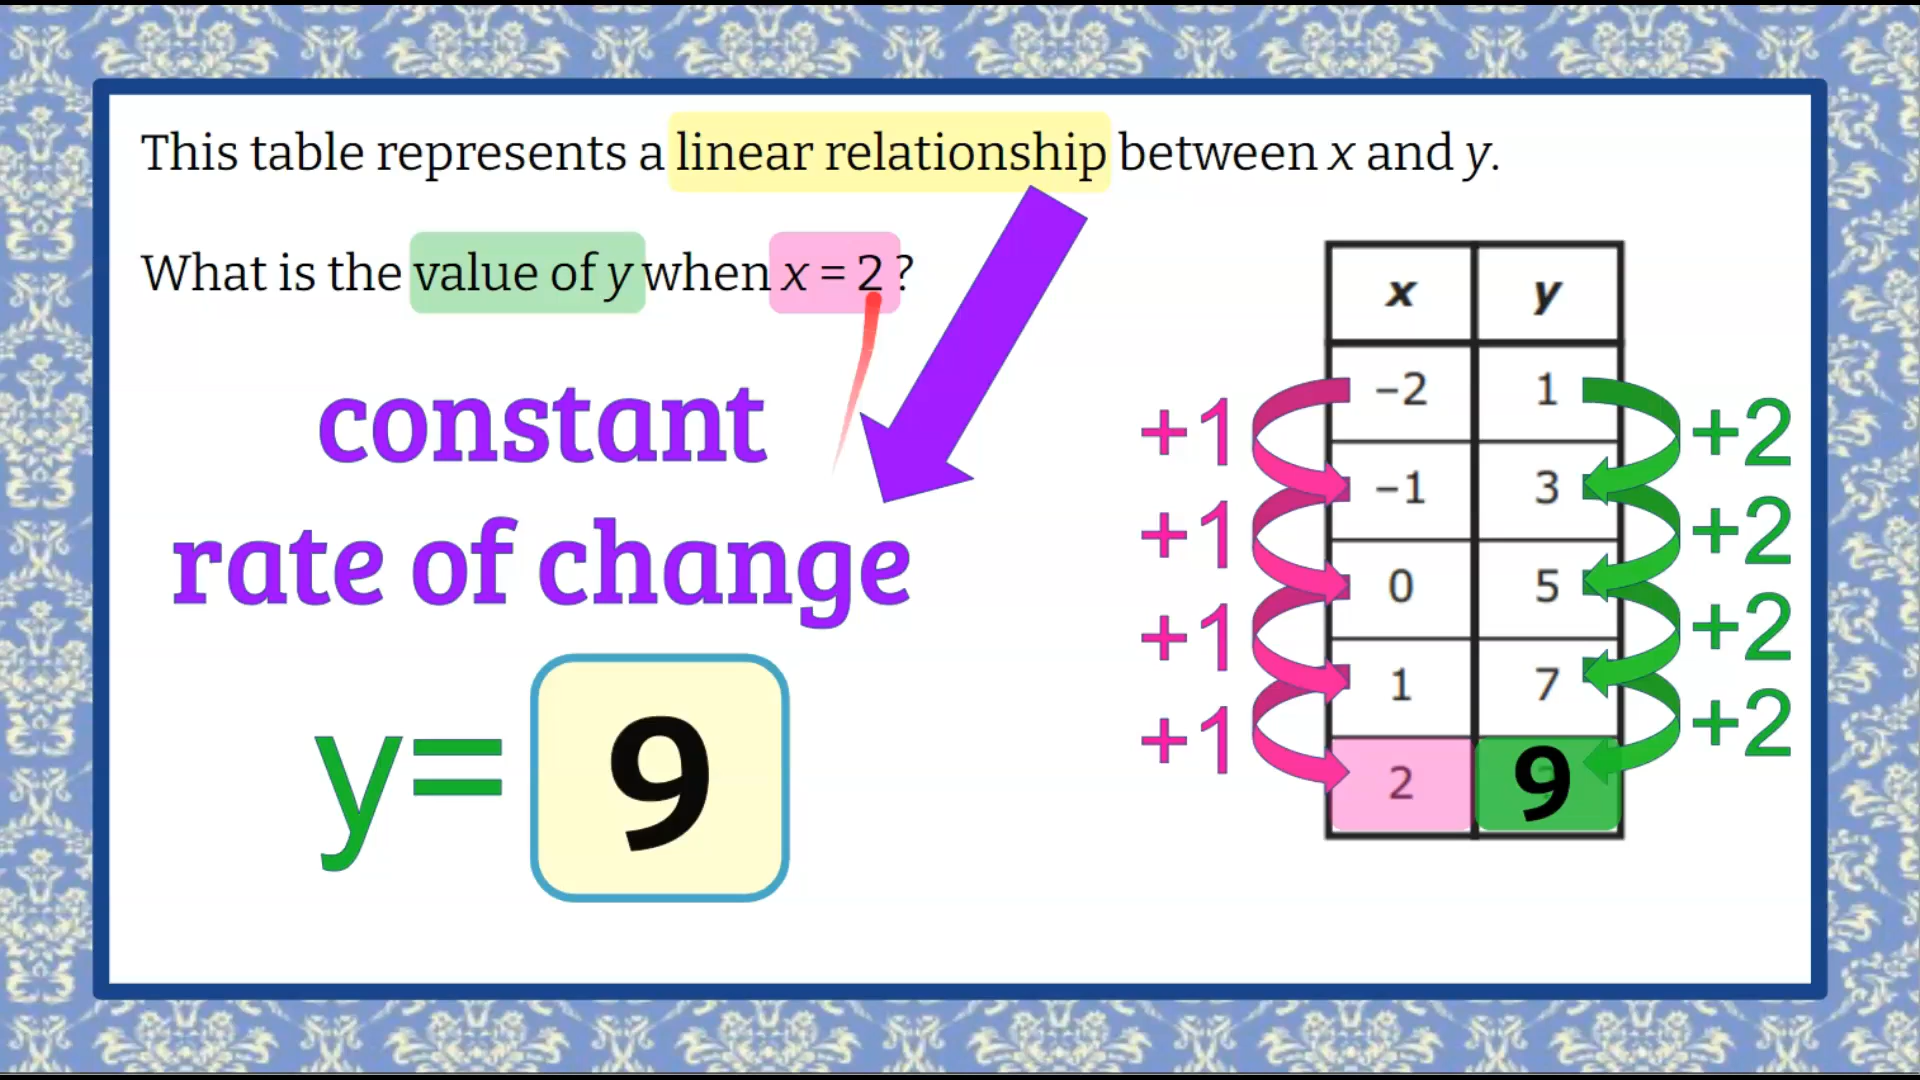 This table represents a linear relationship between x and y.
What is the value of y when x = 2 ?
constant
rate of change
y= 9
x y
−2 1
+1 +2
−1 3
+1 +2
0 5
+1 +2
1 7
+1 +2
2 9